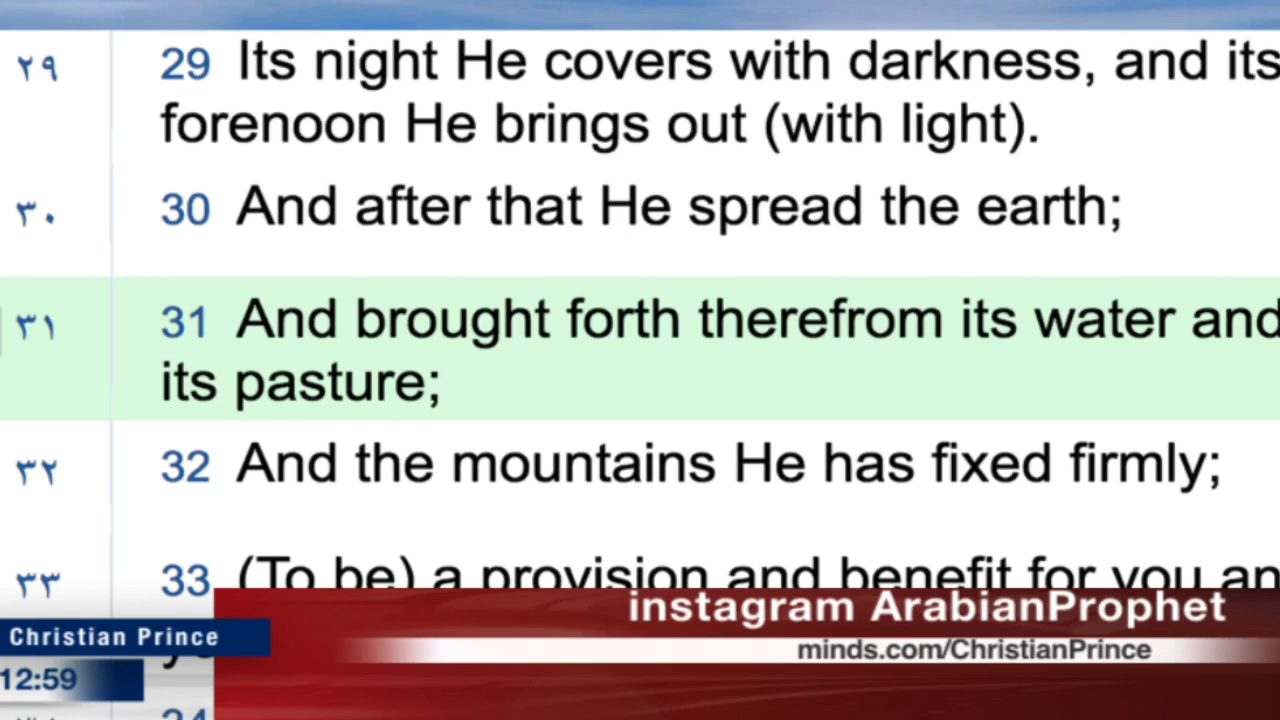 ٢٩ 29 Its night He covers with darkness, and its
forenoon He brings out (with light).
٣٠ 30 And after that He spread the earth;
٣١ 31 And brought forth therefrom its water and
its pasture;
٣٢ 32 And the mountains He has fixed firmly;
٣٣ 33 (To be) a provision and benefit for you an
instagram ArabianProphet
Christian Prince
minds.com/ChristianPrince
12:59